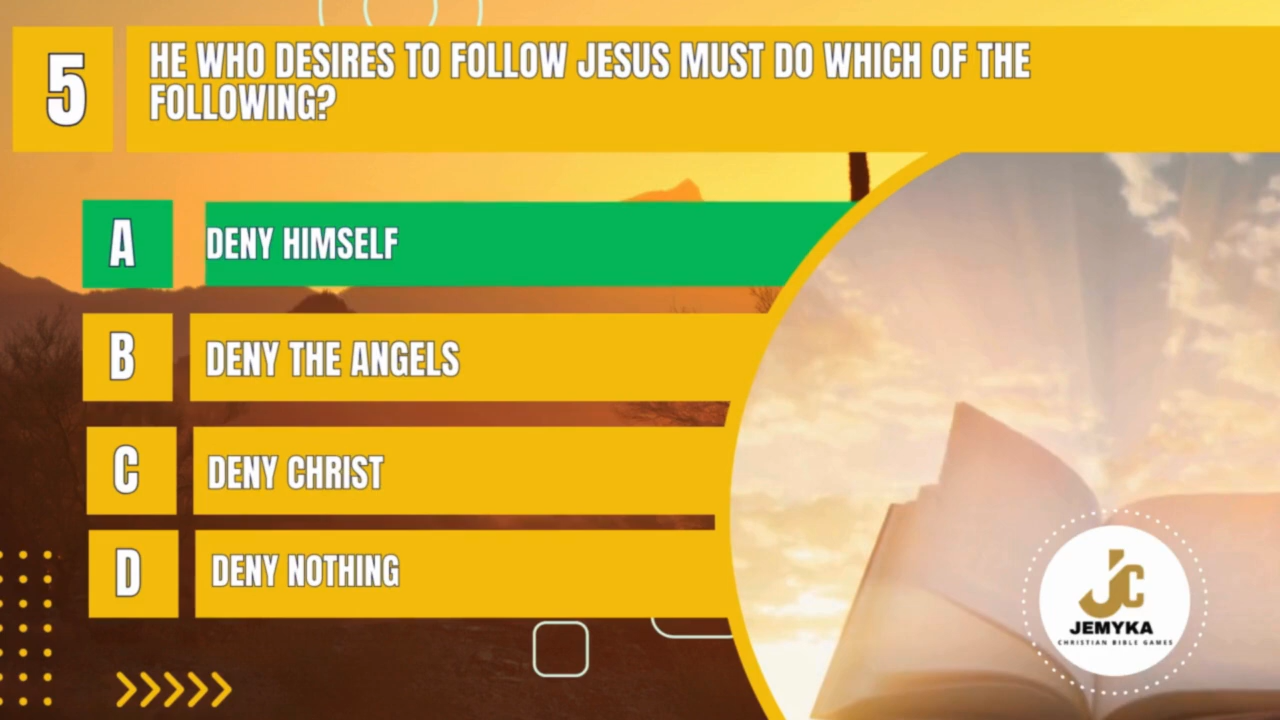 5
HE WHO DESIRES TO FOLLOW JESUS MUST DO WHICH OF THE
FOLLOWING?
A DENY HIMSELF
B DENY THE ANGELS
C DENY CHRIST
D DENY NOTHING
JC
JEMYKA
CHRISTIAN BIBLE GAMES